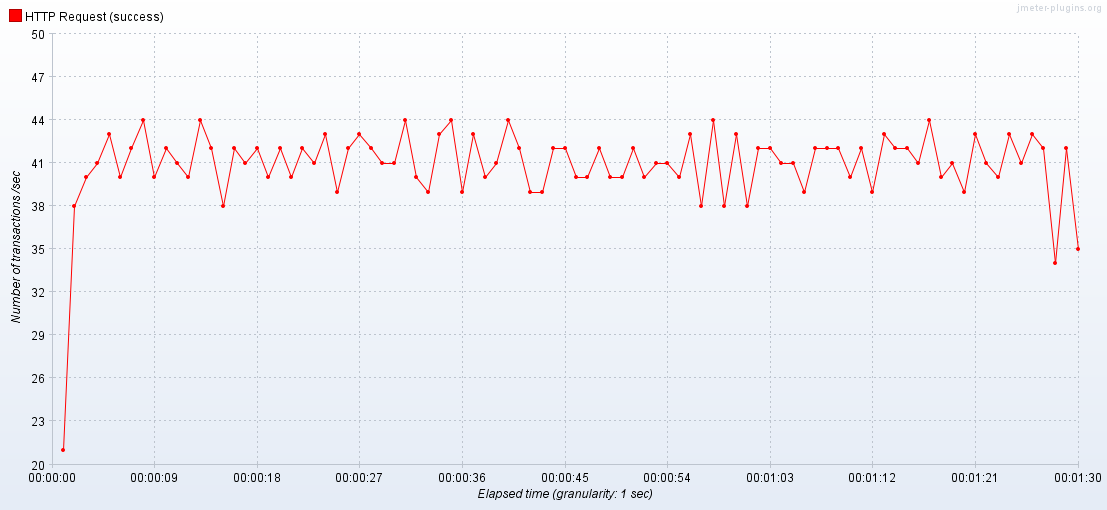 jmeter-plugins.org
HTTP Request (success)
50
47
44
41
38
35
32
29
26
23
20
Number of transactions /sec
00:00:00 00:00:09 00:00:18 00:00:27 00:00:36 00:00:45 00:00:54 00:01:03 00:01:12 00:01:21 00:01:30
Elapsed time (granularity: 1 sec)